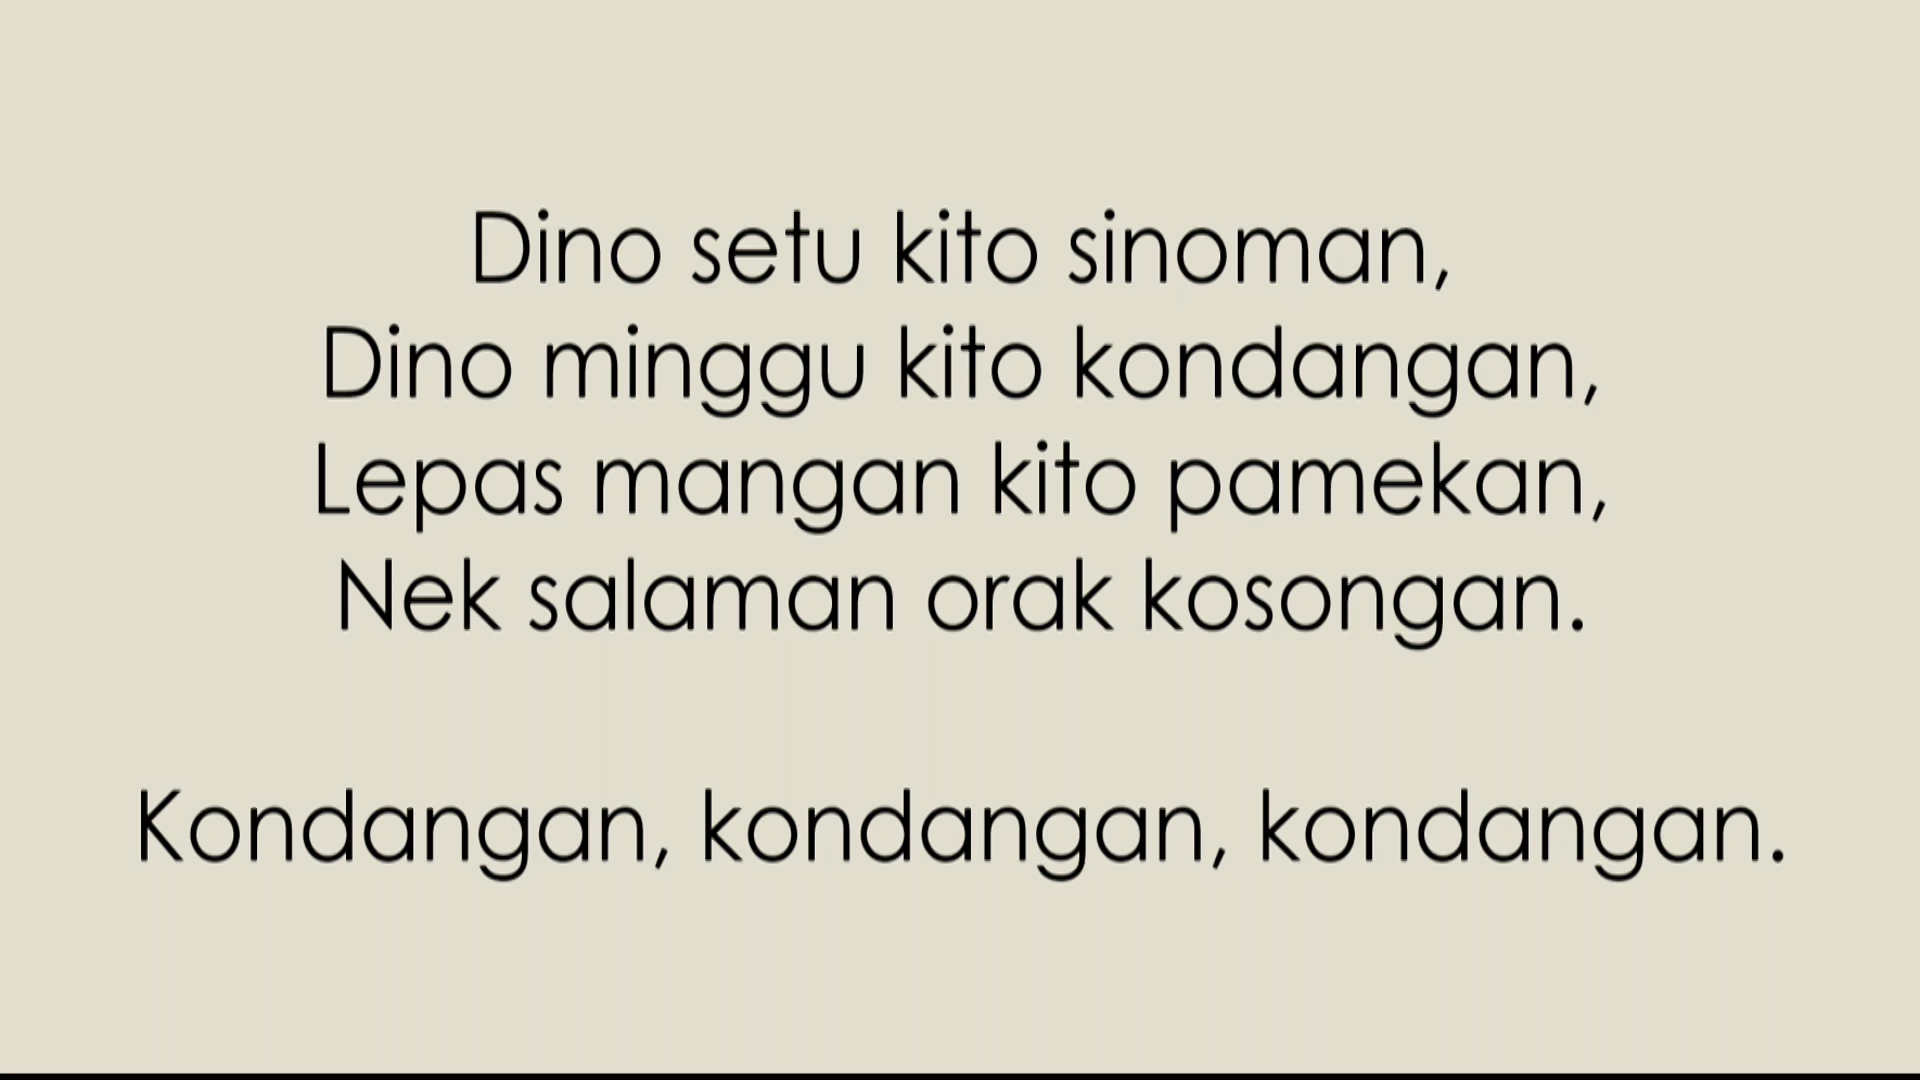 Dino setu kito sinoman,
Dino minggu kito kondangan,
Lepas mangan kito pamekan,
Nek salaman orak kosongan.
Kondangan, kondangan, kondangan.